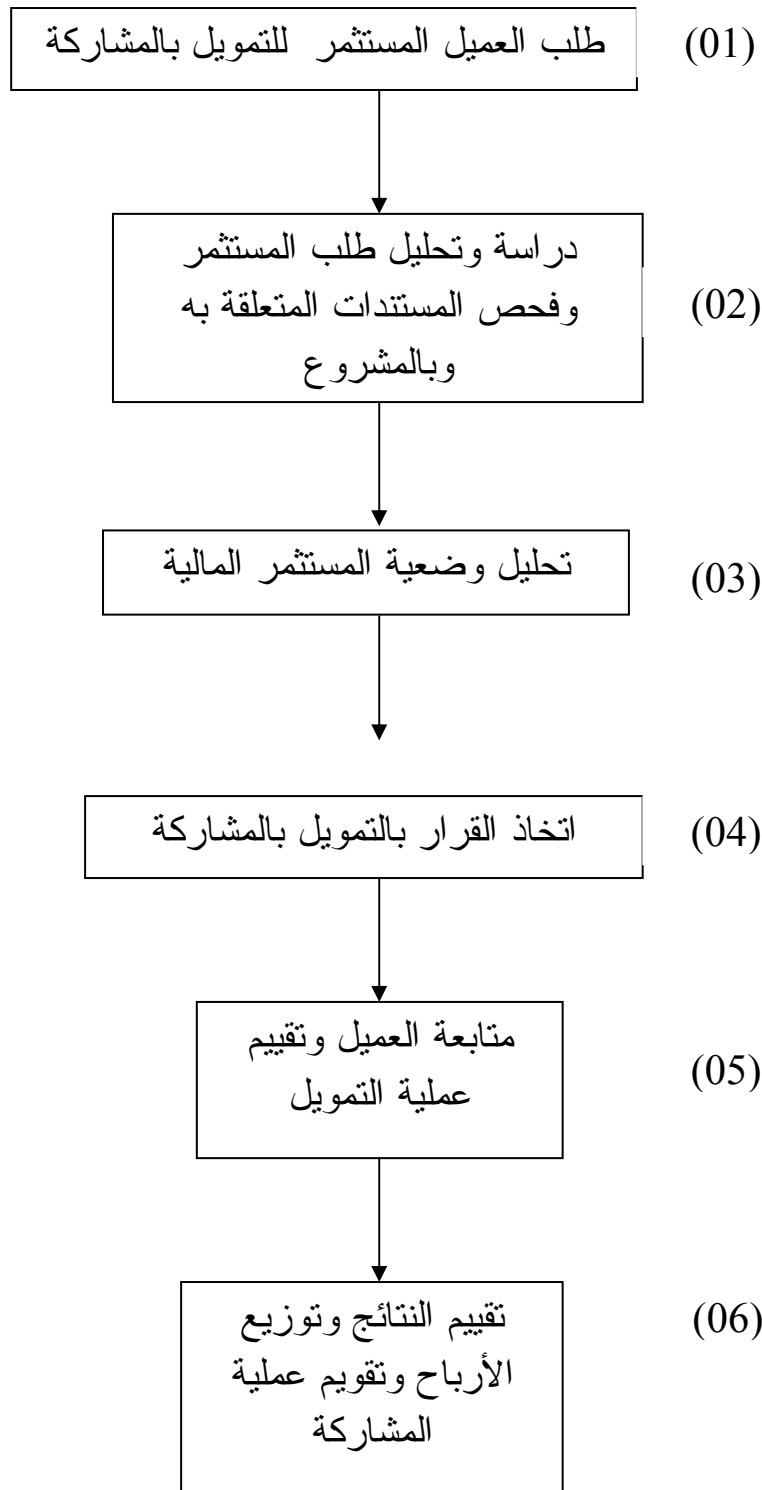 طلب العميل المستثمر للتمويل بالمشاركة (01)
دراسة وتحليل طلب المستثمر
وفحص المستندات المتعلقة به (02)
وبالمشروع
تحليل وضعية المستثمر المالية (03)
اتخاذ القرار بالتمويل بالمشاركة (04)
متابعة العميل وتقييم
عملية التمويل (05)
تقييم النتائج وتوزيع (06)
الأرباح وتقويم عملية
المشاركة